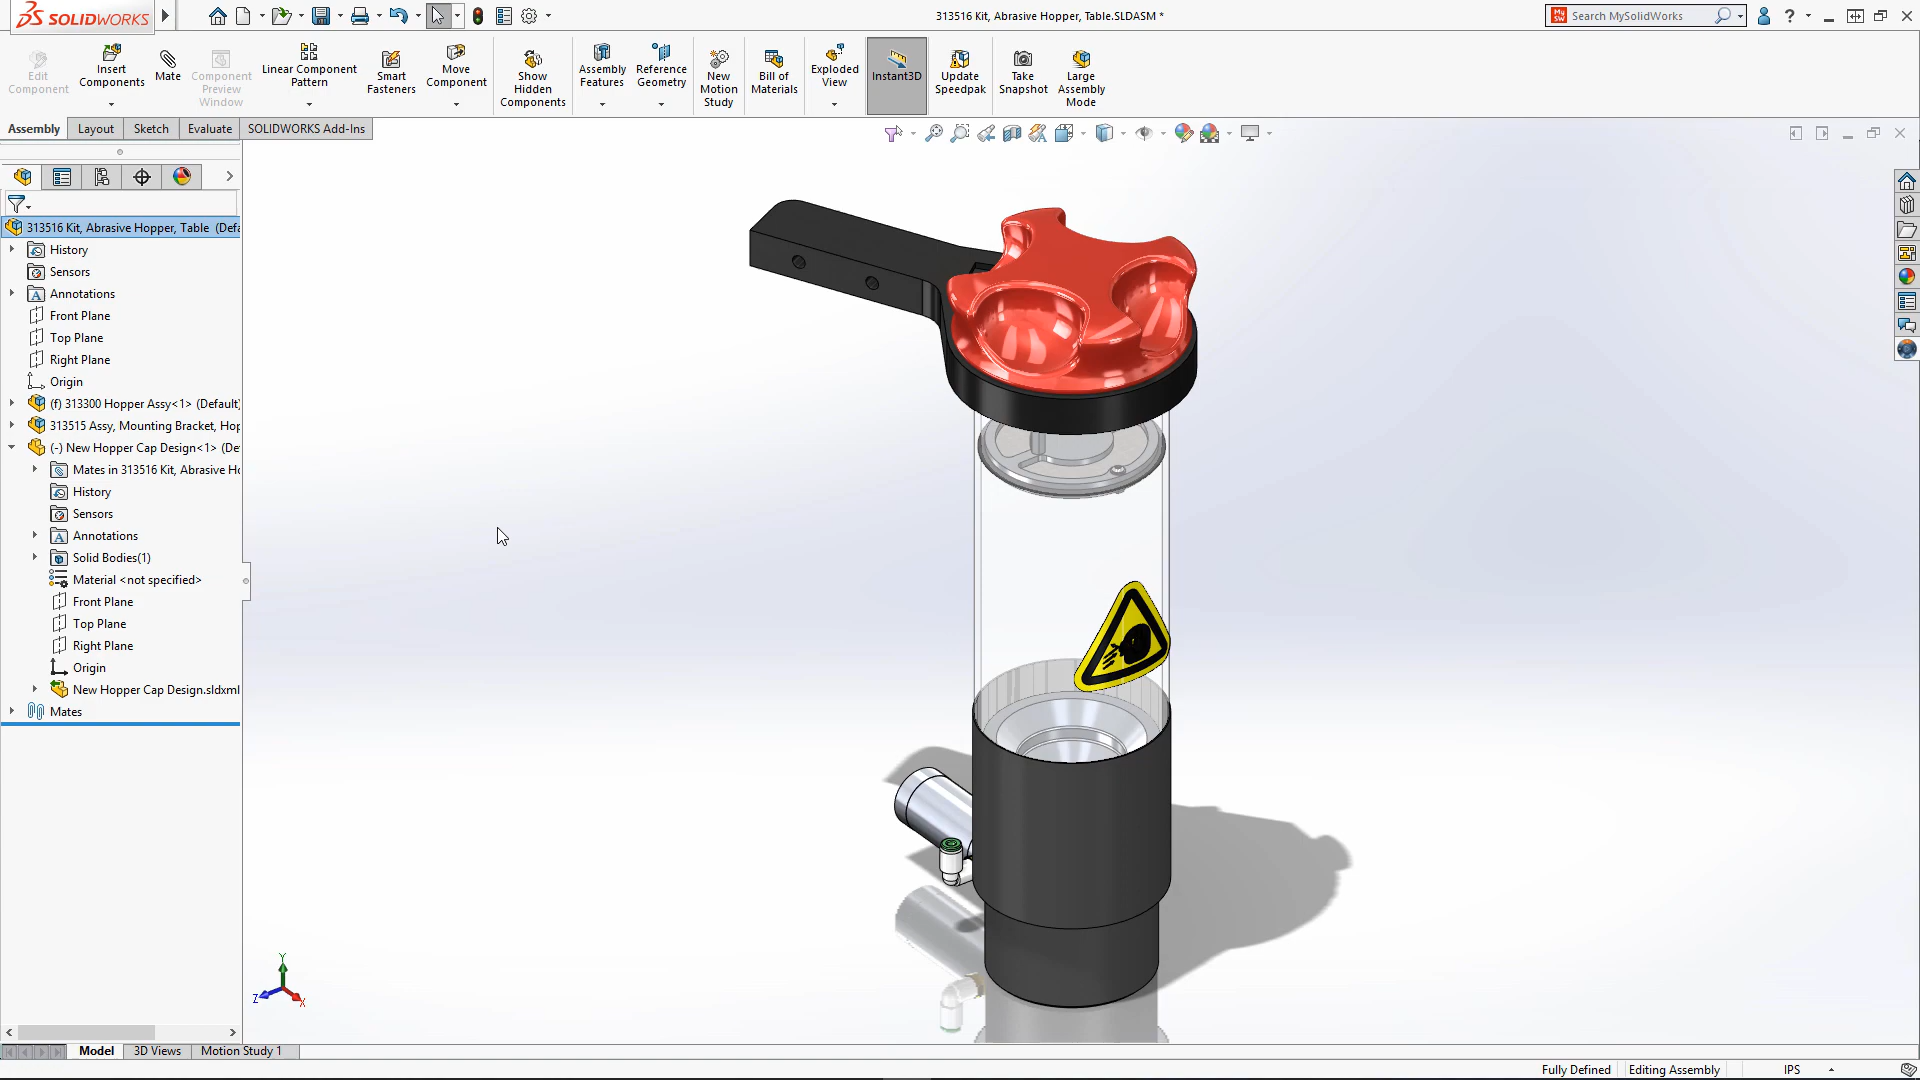 SOLIDWORKS
313516 Kit, Abrasive Hopper, Table.SLDASM *
Search MySolidWorks
Edit Component
Insert Components
Mate
Component Preview Window
Linear Component Pattern
Smart Fasteners
Move Component
Show Hidden Components
Assembly Features
Reference Geometry
New Motion Study
Bill of Materials
Exploded View
Instant3D
Update Speedpak
Take Snapshot
Large Assembly Mode
Assembly Layout Sketch Evaluate SOLIDWORKS Add-Ins
313516 Kit, Abrasive Hopper, Table (Defa
History
Sensors
Annotations
Front Plane
Top Plane
Right Plane
Origin
(f) 313300 Hopper Assy<1> (Default
313515 Assy, Mounting Bracket, Hop
(-) New Hopper Cap Design<1> (De
Mates in 313516 Kit, Abrasive Ho
History
Sensors
Annotations
Solid Bodies(1)
Material <not specified>
Front Plane
Top Plane
Right Plane
Origin
New Hopper Cap Design.sldxml
Mates
Y
Z
X
Model 3D Views Motion Study 1
Fully Defined Editing Assembly IPS